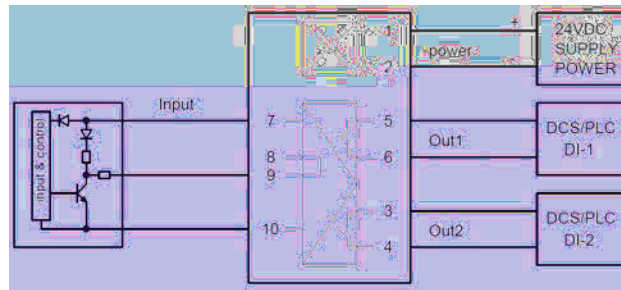 1
+
24VDC
power
SUPPLY
2
POWER
Input
7
5
input & control
Out1
DCS/PLC
8
6
DI-1
9
3
DCS/PLC
10
Out2
DI-2
4